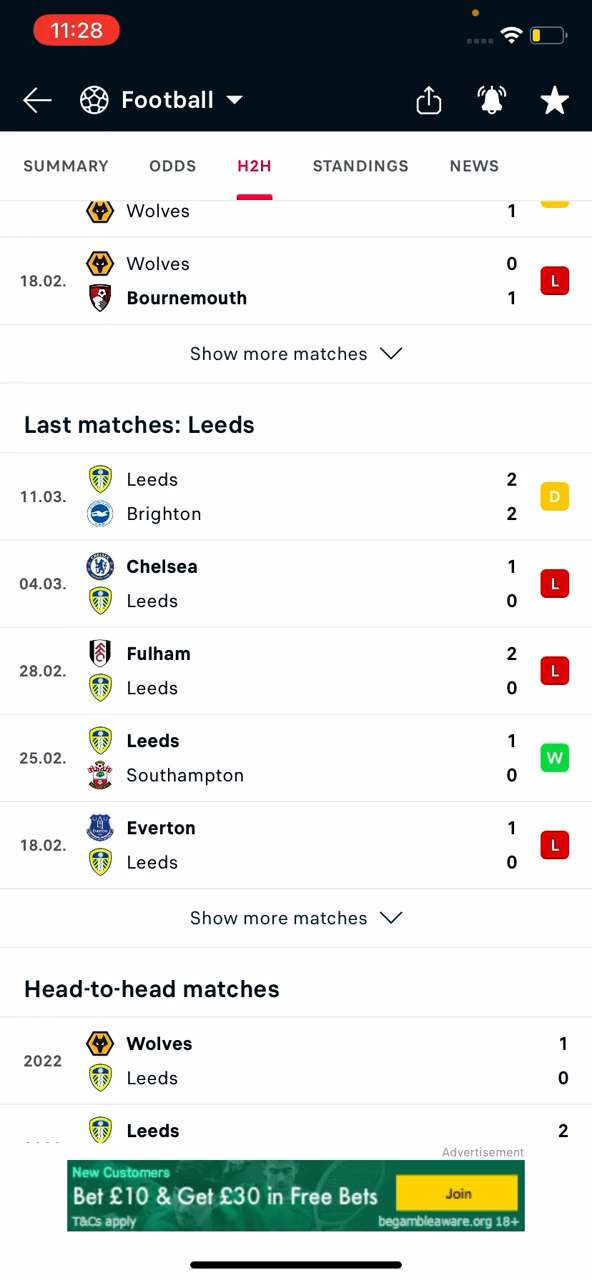 11:28
Football
SUMMARY ODDS H2H STANDINGS NEWS
Wolves 1
18.02. Wolves 0 L
Bournemouth 1
Show more matches
Last matches: Leeds
11.03. Leeds 2 D
Brighton 2
04.03. Chelsea 1 L
Leeds 0
28.02. Fulham 2 L
Leeds 0
25.02. Leeds 1 W
Southampton 0
18.02. Everton 1 L
Leeds 0
Show more matches
Head-to-head matches
2022 Wolves 1
Leeds 0
Leeds 2
Advertisement
New Customers
Bet £10 & Get £30 in Free Bets
Join
T&Cs apply
begambleaware.org 18+